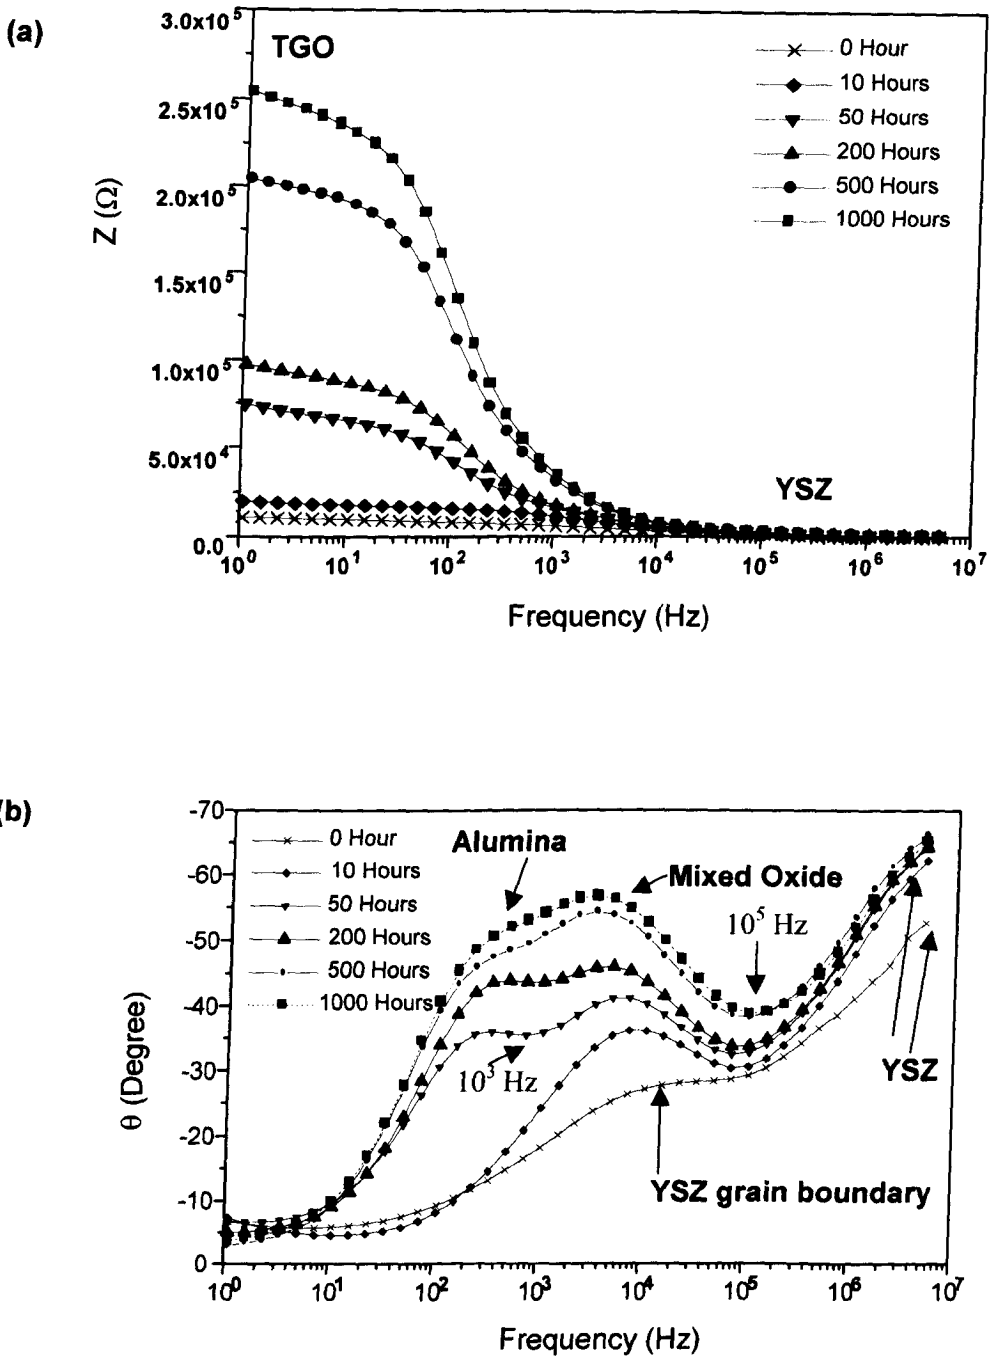 (a)
TGO
3.0x10⁵
2.5x10⁵
2.0x10⁵
1.5x10⁵
1.0x10⁵
5.0x10⁴
0.0
Z (Ω)
0 Hour
10 Hours
50 Hours
200 Hours
500 Hours
1000 Hours
YSZ
10⁰ 10¹ 10² 10³ 10⁴ 10⁵ 10⁶ 10⁷
Frequency (Hz)
(b)
-70
-60
-50
-40
-30
-20
-10
0
θ (Degree)
0 Hour
10 Hours
50 Hours
200 Hours
500 Hours
1000 Hours
Alumina
Mixed Oxide
10⁵ Hz
10³ Hz
YSZ
YSZ grain boundary
10⁰ 10¹ 10² 10³ 10⁴ 10⁵ 10⁶ 10⁷
Frequency (Hz)